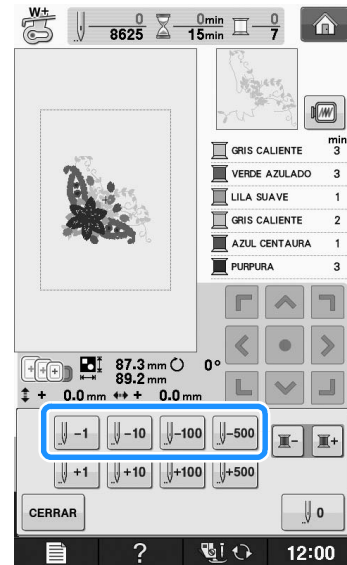 W+
0 0min 0
8625 15min 7
min
GRIS CALIENTE 3
VERDE AZULADO 3
LILA SUAVE 1
GRIS CALIENTE 2
AZUL CENTAURA 1
PURPURA 3
87.3 mm 0°
89.2 mm
+ 0.0 mm + 0.0 mm
-1 -10 -100 -500 - +
+1 +10 +100 +500
CERRAR 0
? 12:00